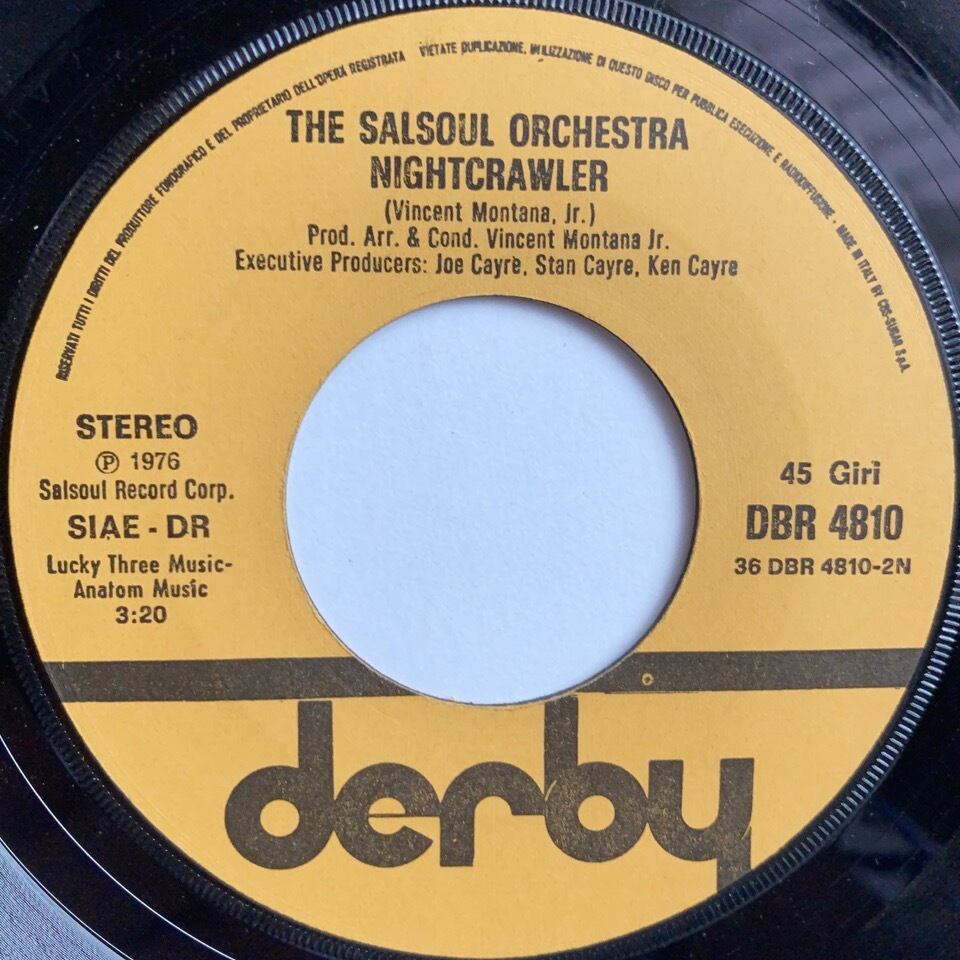 RISERVATI TUTTI I DIRITTI DEL PRODUTTORE FONOGRAFICO E DEL PROPRIETARIO DELL'OPERA REGISTRATA VIETATE DUPLICAZIONE, UTILIZZAZIONE DI QUESTO DISCO PER PUBBLICA ESECUZIONE E RADIODIFFUSIONE - MADE IN ITALY BY CBS-SUGAR S.p.A.
THE SALSOUL ORCHESTRA
NIGHTCRAWLER
(Vincent Montana, Jr.)
Prod. Arr. & Cond. Vincent Montana Jr.
Executive Producers: Joe Cayre, Stan Cayre, Ken Cayre
STEREO
℗ 1976
Salsoul Record Corp.
SIAE - DR
Lucky Three Music-
Anatom Music
3:20
45 Giri
DBR 4810
36 DBR 4810-2N
derby